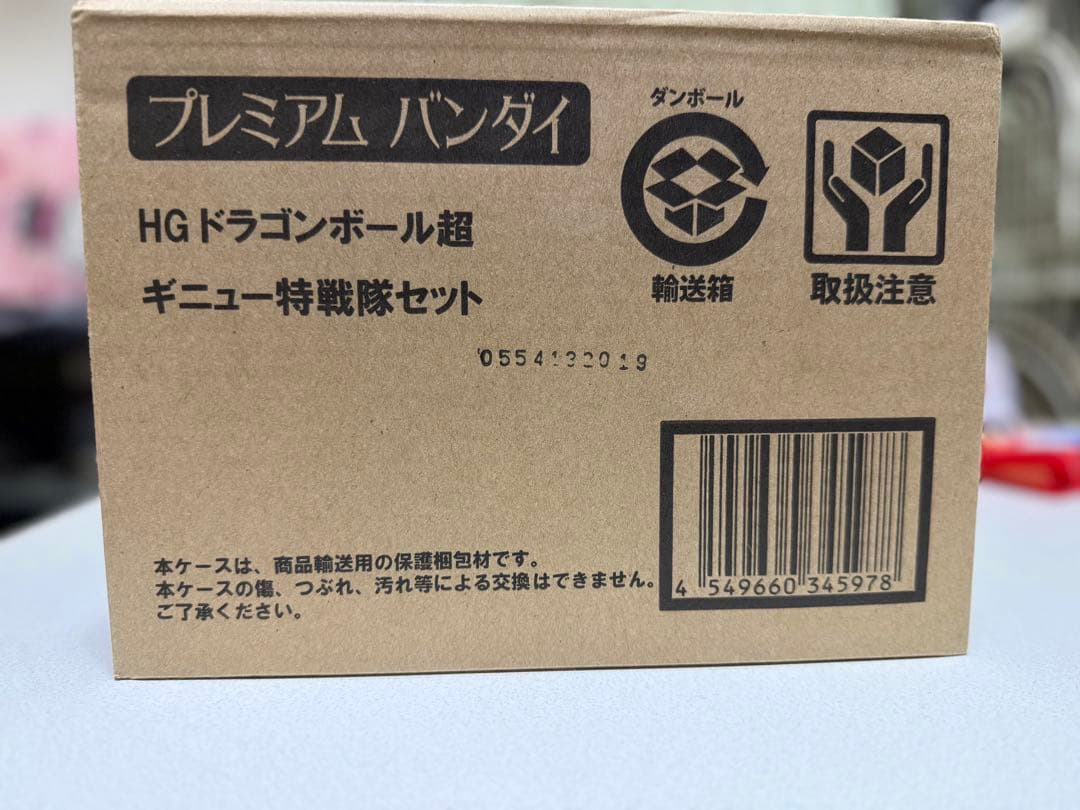 プレミアム バンダイ
HG ドラゴンボール超
ギニュー特戦隊セット
ダンボール
輸送箱
取扱注意
0554132019
本ケースは、商品輸送用の保護梱包材です。
本ケースの傷、つぶれ、汚れ等による交換はできません。
ご了承ください。
4 549660 345978